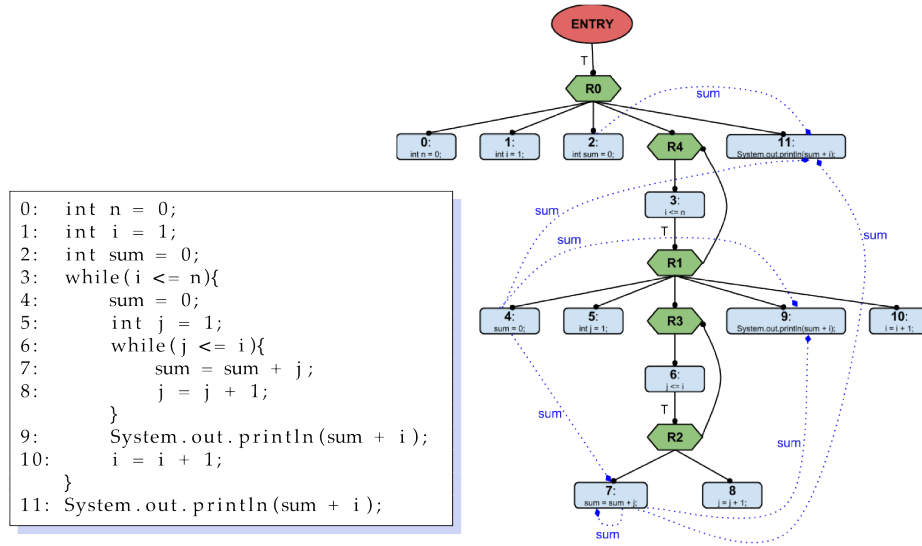 ENTRY
T
R0
sum
0:
int n = 0;
1:
int i = 1;
2:
int sum = 0;
R4
11:
System.out.println(sum + i);
3:
i <= n
sum
sum
T
sum
R1
4:
sum = 0;
5:
int j = 1;
R3
9:
System.out.println(sum + i);
10:
i = i + 1;
6:
j <= i
T
sum
R2
sum
7:
sum = sum + j;
8
j = j + 1;
sum
0: int n = 0;
1: int i = 1;
2: int sum = 0;
3: while(i <= n){
4: sum = 0;
5: int j = 1;
6: while(j <= i){
7: sum = sum + j;
8: j = j + 1;
}
9: System.out.println(sum + i);
10: i = i + 1;
}
11: System.out.println(sum + i);